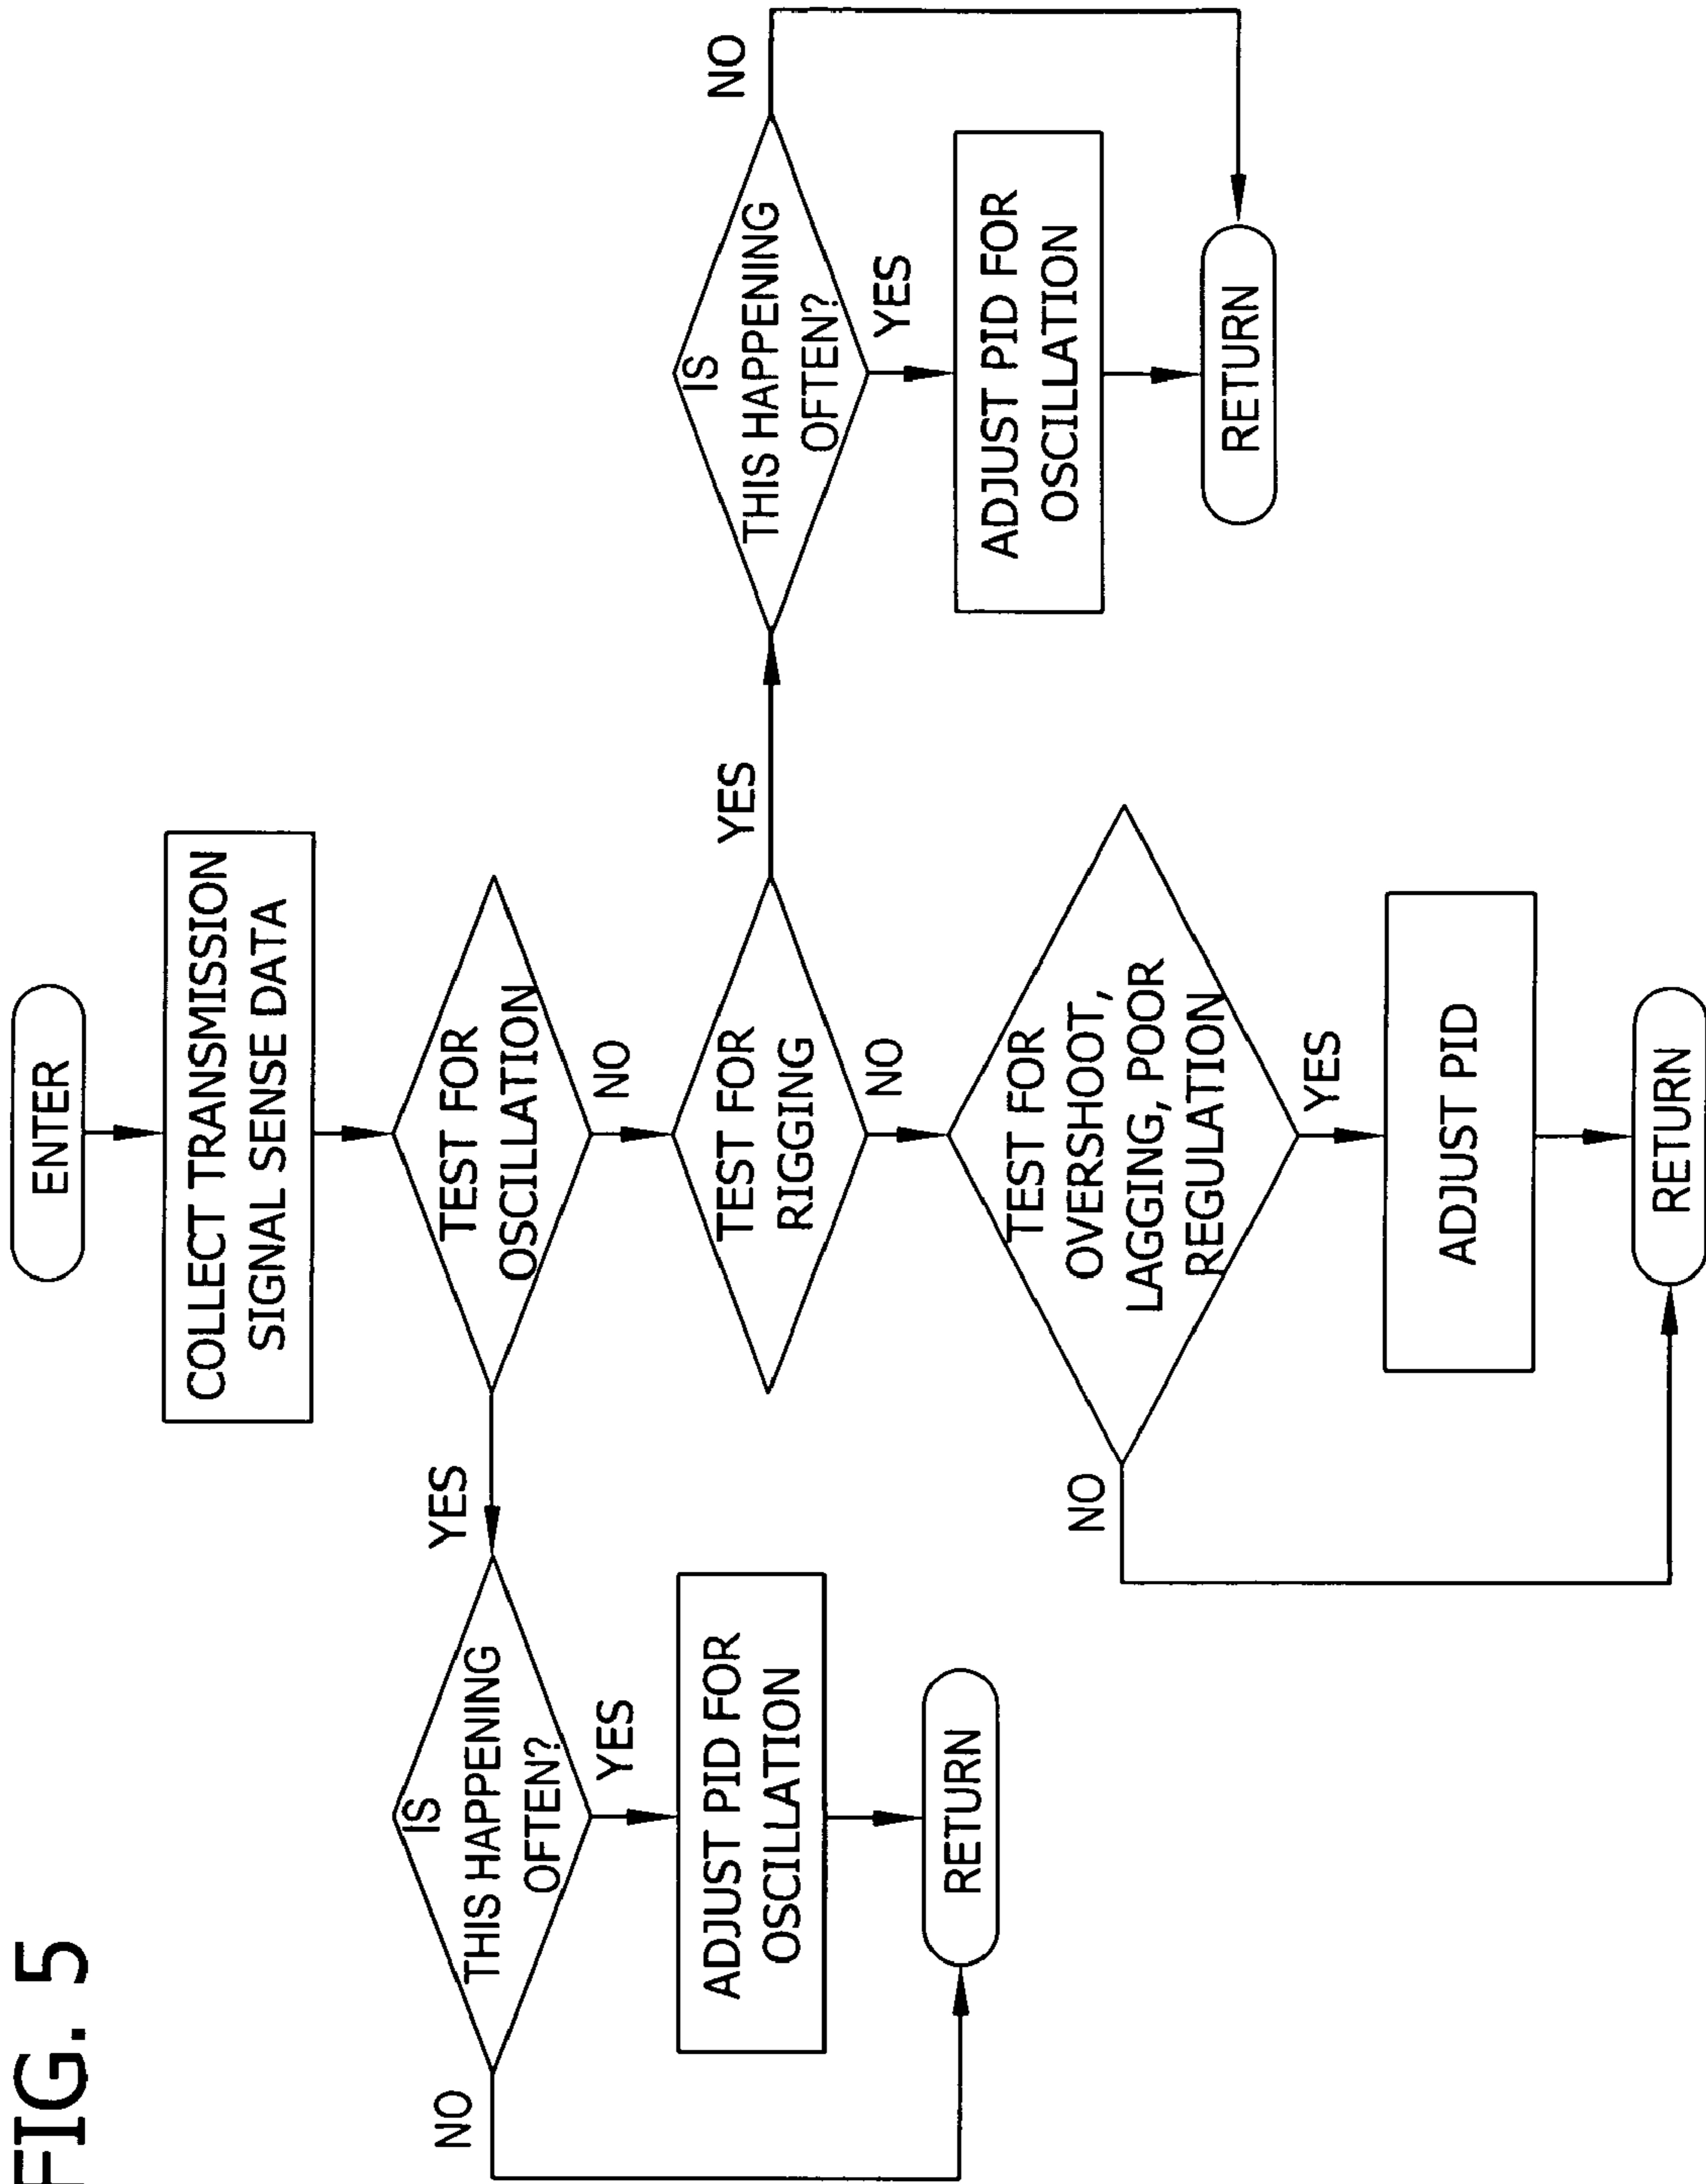 FIG. 5
ENTER
COLLECT TRANSMISSION
SIGNAL SENSE DATA
TEST FOR
OSCILLATION
YES
NO
IS
THIS HAPPENING
OFTEN?
NO
YES
ADJUST PID FOR
OSCILLATION
RETURN
TEST FOR
RIGGING
YES
NO
IS
THIS HAPPENING
OFTEN?
NO
YES
ADJUST PID FOR
OSCILLATION
RETURN
TEST FOR
OVERSHOOT,
LAGGING, POOR
REGULATION
NO
YES
ADJUST PID
RETURN